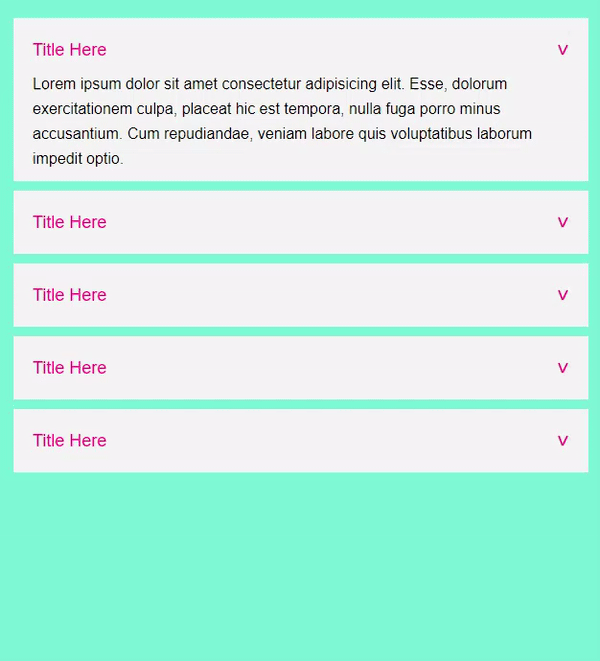 Title Here v
Lorem ipsum dolor sit amet consectetur adipisicing elit. Esse, dolorum
exercitationem culpa, placeat hic est tempora, nulla fuga porro minus
accusantium. Cum repudiandae, veniam labore quis voluptatibus laborum
impedit optio.
Title Here v
Title Here v
Title Here v
Title Here v